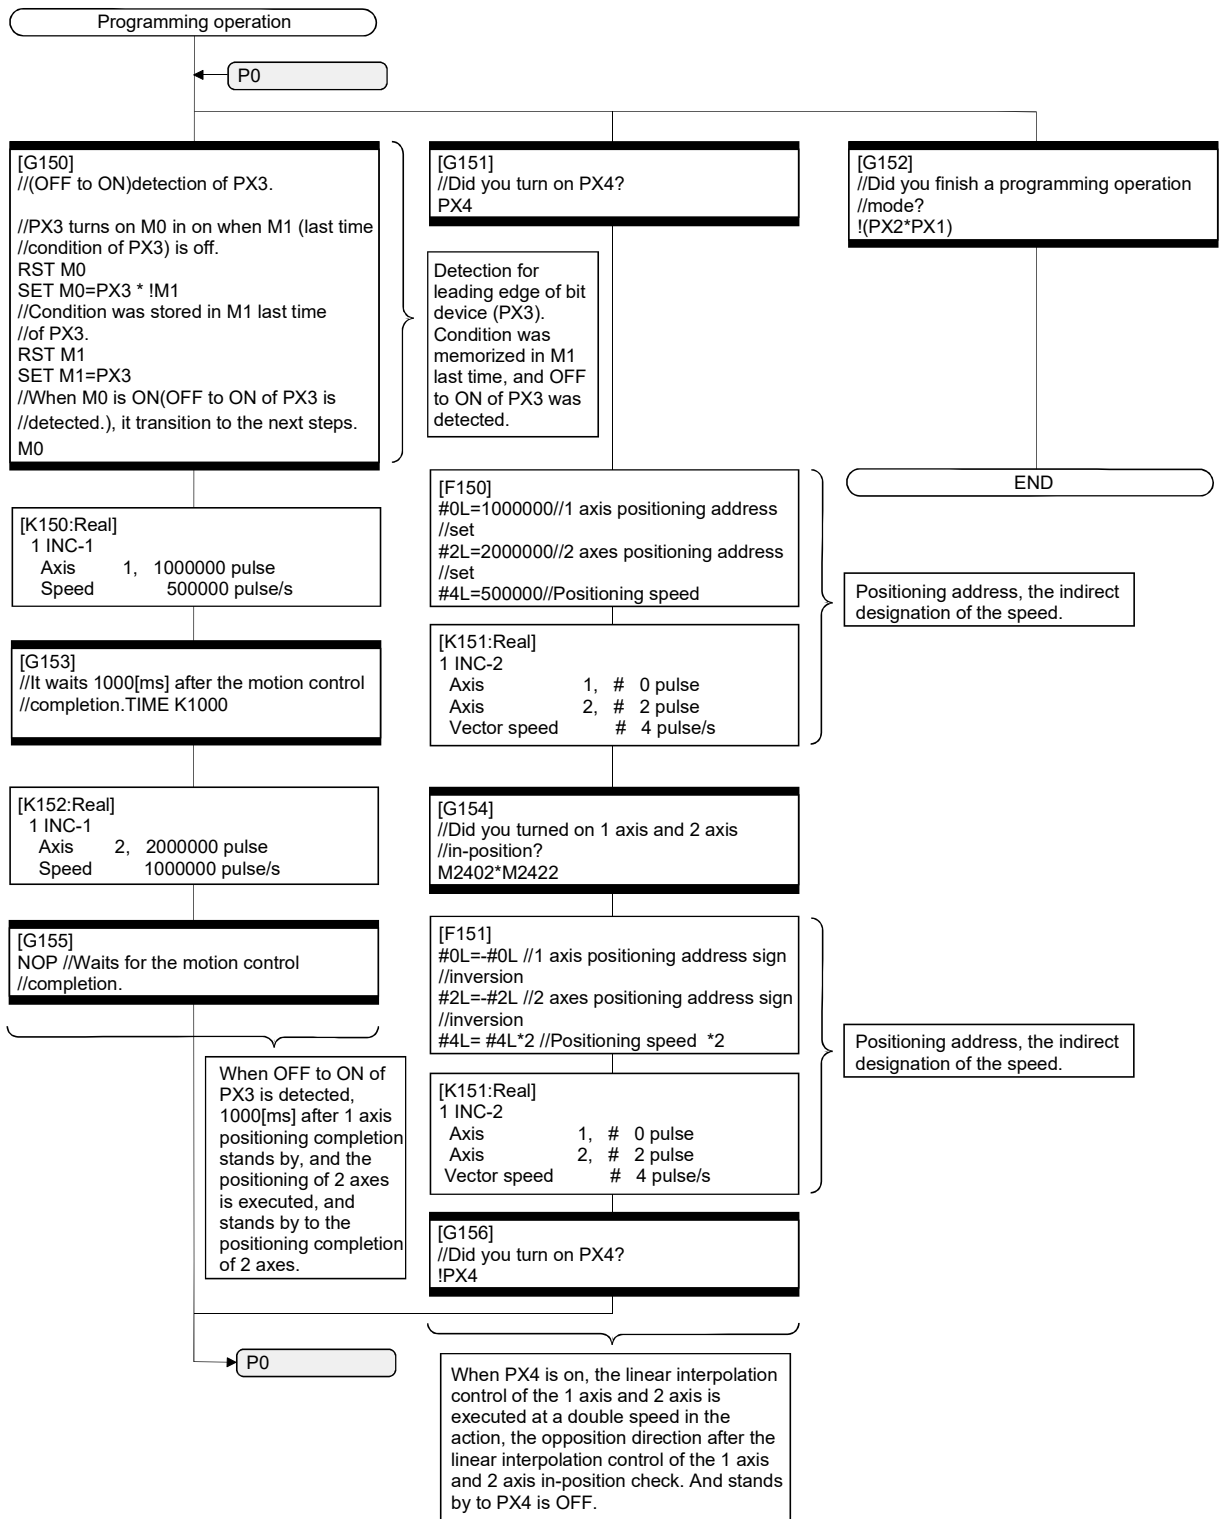 Programming operation
P0
[G150]
//(OFF to ON)detection of PX3.
//PX3 turns on M0 in on when M1 (last time
//condition of PX3) is off.
RST M0
SET M0=PX3 * !M1
//Condition was stored in M1 last time
//of PX3.
RST M1
SET M1=PX3
//When M0 is ON(OFF to ON of PX3 is
//detected.), it transition to the next steps.
M0
Detection for
leading edge of bit
device (PX3).
Condition was
memorized in M1
last time, and OFF
to ON of PX3 was
detected.
[K150:Real]
1 INC-1
Axis 1, 1000000 pulse
Speed 500000 pulse/s
[G153]
//It waits 1000[ms] after the motion control
//completion.TIME K1000
[K152:Real]
1 INC-1
Axis 2, 2000000 pulse
Speed 1000000 pulse/s
[G155]
NOP //Waits for the motion control
//completion.
When OFF to ON of
PX3 is detected,
1000[ms] after 1 axis
positioning completion
stands by, and the
positioning of 2 axes
is executed, and
stands by to the
positioning completion
of 2 axes.
P0
[G151]
//Did you turn on PX4?
PX4
[F150]
#0L=1000000//1 axis positioning address
//set
#2L=2000000//2 axes positioning address
//set
#4L=500000//Positioning speed
[K151:Real]
1 INC-2
Axis 1, # 0 pulse
Axis 2, # 2 pulse
Vector speed # 4 pulse/s
Positioning address, the indirect
designation of the speed.
[G154]
//Did you turned on 1 axis and 2 axis
//in-position?
M2402*M2422
[F151]
#0L=-#0L //1 axis positioning address sign
//inversion
#2L=-#2L //2 axes positioning address sign
//inversion
#4L= #4L*2 //Positioning speed *2
[K151:Real]
1 INC-2
Axis 1, # 0 pulse
Axis 2, # 2 pulse
Vector speed # 4 pulse/s
Positioning address, the indirect
designation of the speed.
[G156]
//Did you turn on PX4?
!PX4
When PX4 is on, the linear interpolation
control of the 1 axis and 2 axis is
executed at a double speed in the
action, the opposition direction after the
linear interpolation control of the 1 axis
and 2 axis in-position check. And stands
by to PX4 is OFF.
[G152]
//Did you finish a programming operation
//mode?
!(PX2*PX1)
END